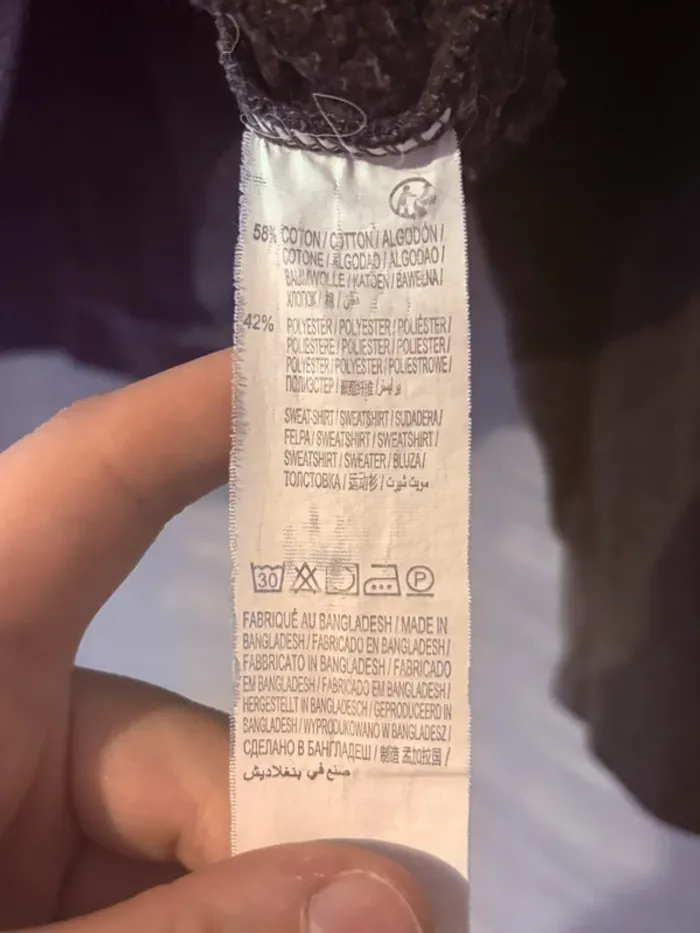 58% COTON / COTTON / ALGODÓN /
COTONE / ALGODAO / ALGODAO /
BAUMWOLLE / KATOEN / BAWEŁNA /
ХЛОПОК / 棉 / قطن
42% POLYESTER / POLYESTER / POLIÉSTER /
POLIESTERE / POLIESTER / POLIESTER /
POLYESTER / POLYESTER / POLIESTROWE /
ПОЛИЭСТЕР / 聚酯纤维 /
SWEAT-SHIRT / SWEATSHIRT / SUDADERA /
FELPA / SWEATSHIRT / SWEATSHIRT /
SWEATSHIRT / SWEATER / BLUZA /
ТОЛСТОВКА / 运动衫 / سويت شيرت
30 P
FABRIQUÉ AU BANGLADESH / MADE IN
BANGLADESH / FABRICADO EN BANGLADESH /
FABBRICATO IN BANGLADESH / FABRICADO
EM BANGLADESH / FABRICADO EM BANGLADESH /
HERGESTELLT IN BANGLADESCH / GEPRODUCEERD IN
BANGLADESH / WYPRODUKOWANO W BANGLADESZ /
СДЕЛАНО В БАНГЛАДЕШ / 制造 孟加拉国 /
صنع في بنغلاديش